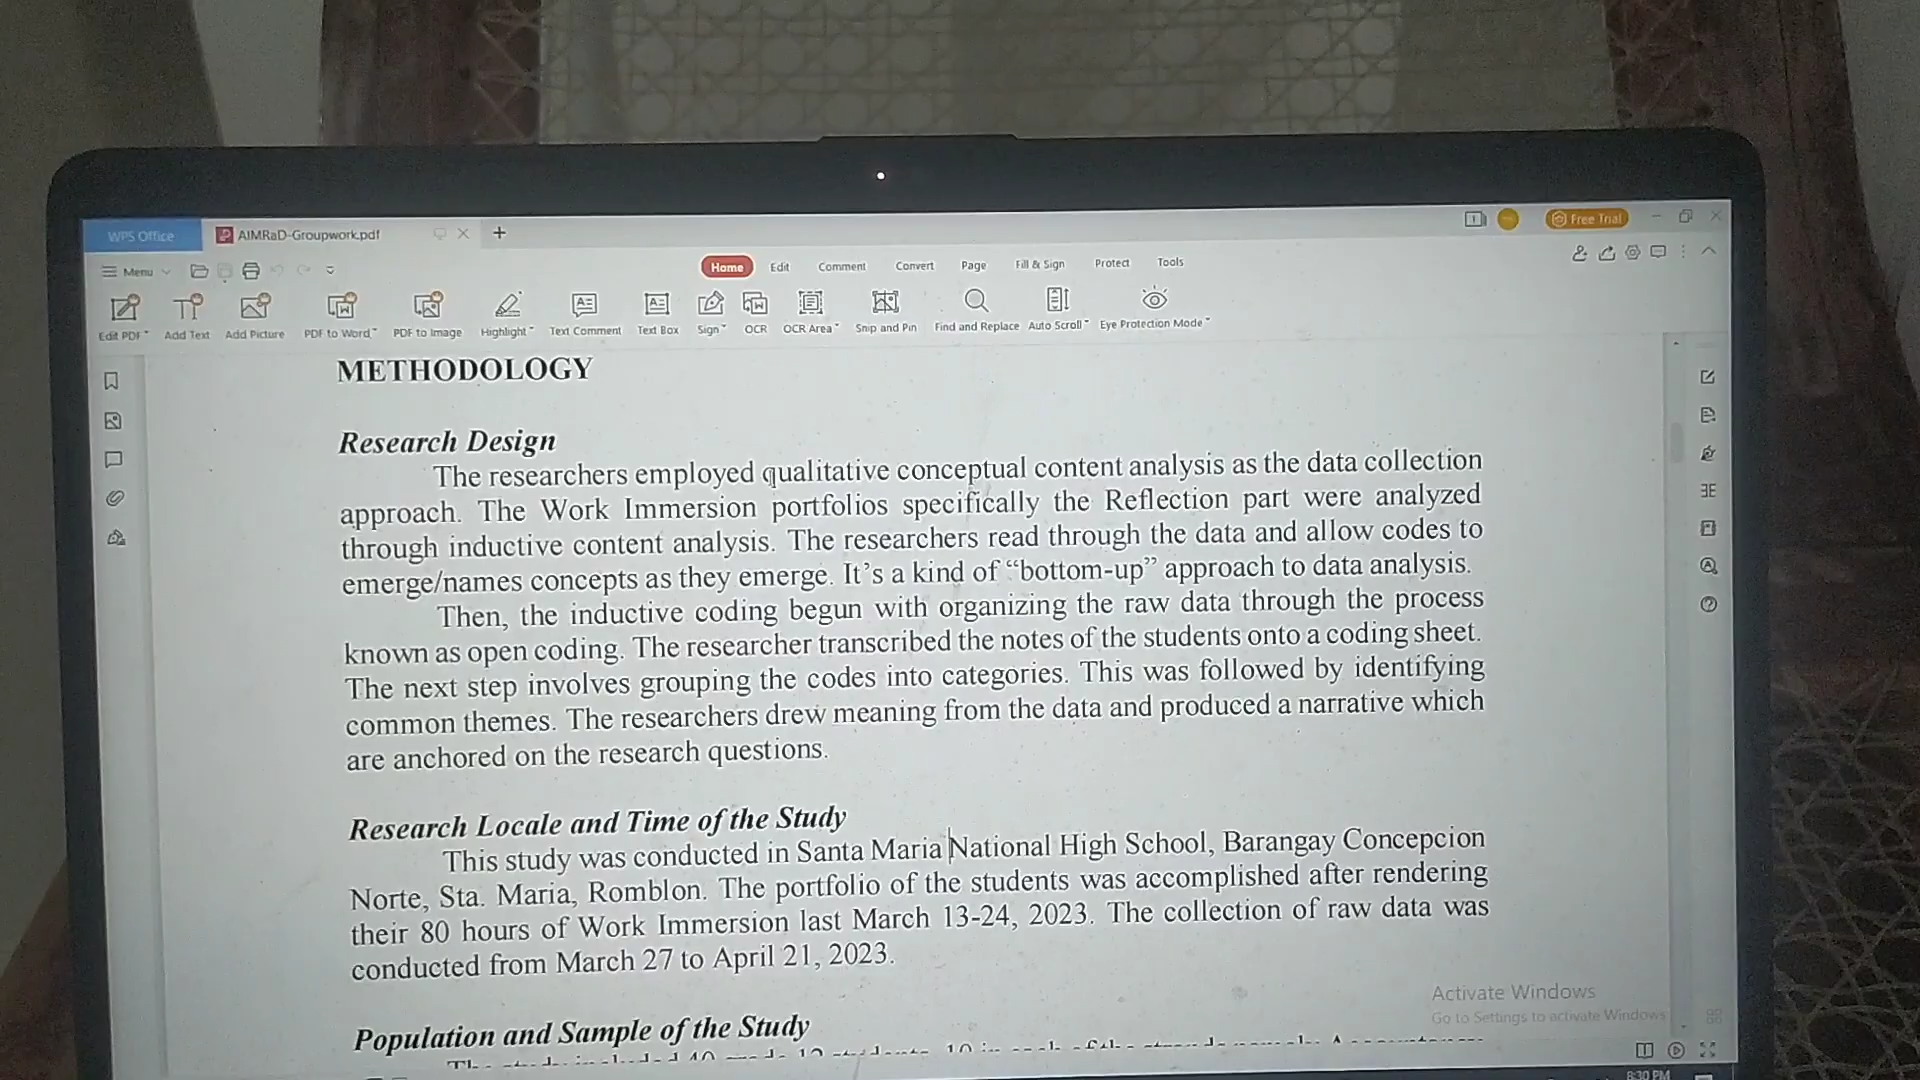 WPS Office
AIMRaD-Groupwork.pdf
Free Trial
Menu
Home Edit Comment Convert Page Fill & Sign Protect Tools
Edit PDF Add Text Add Picture PDF to Word PDF to Image Highlight Text Comment Text Box Sign OCR OCR Area Snip and Pin Find and Replace Auto Scroll Eye Protection Mode
METHODOLOGY
Research Design
The researchers employed qualitative conceptual content analysis as the data collection
approach. The Work Immersion portfolios specifically the Reflection part were analyzed
through inductive content analysis. The researchers read through the data and allow codes to
emerge/names concepts as they emerge. It's a kind of “bottom-up” approach to data analysis.
Then, the inductive coding begun with organizing the raw data through the process
known as open coding. The researcher transcribed the notes of the students onto a coding sheet.
The next step involves grouping the codes into categories. This was followed by identifying
common themes. The researchers drew meaning from the data and produced a narrative which
are anchored on the research questions.
Research Locale and Time of the Study
This study was conducted in Santa Maria National High School, Barangay Concepcion
Norte, Sta. Maria, Romblon. The portfolio of the students was accomplished after rendering
their 80 hours of Work Immersion last March 13-24, 2023. The collection of raw data was
conducted from March 27 to April 21, 2023.
Population and Sample of the Study
Activate Windows
Go to Settings to activate Windows
8:30 PM